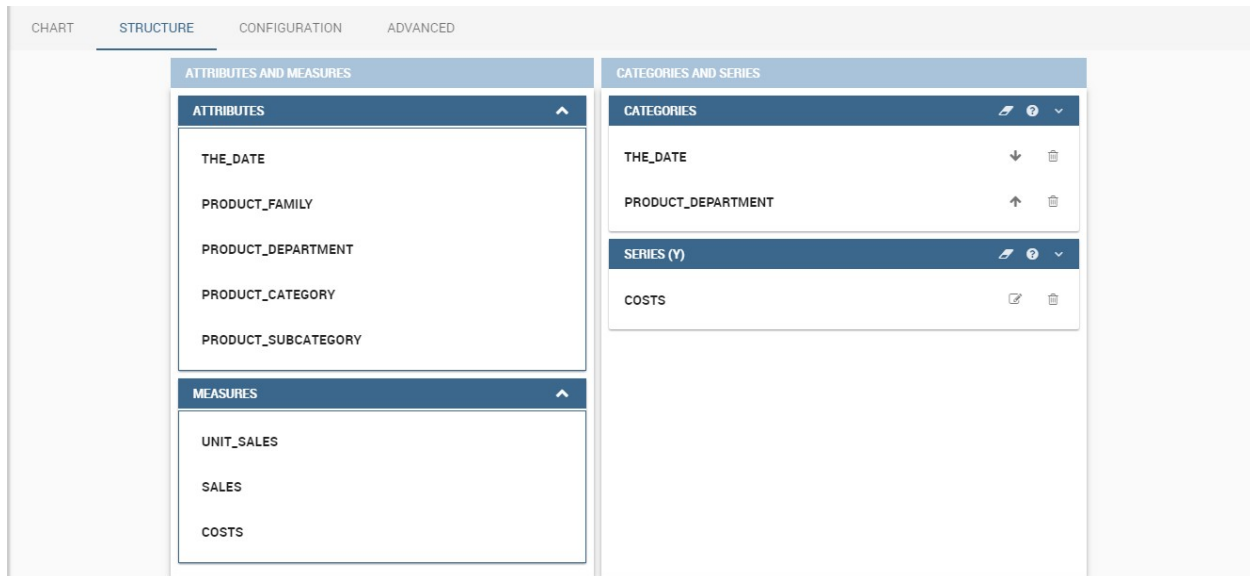 CHART STRUCTURE CONFIGURATION ADVANCED
ATTRIBUTES AND MEASURES
ATTRIBUTES
THE_DATE
PRODUCT_FAMILY
PRODUCT_DEPARTMENT
PRODUCT_CATEGORY
PRODUCT_SUBCATEGORY
MEASURES
UNIT_SALES
SALES
COSTS
CATEGORIES AND SERIES
CATEGORIES
THE_DATE
PRODUCT_DEPARTMENT
SERIES (Y)
COSTS